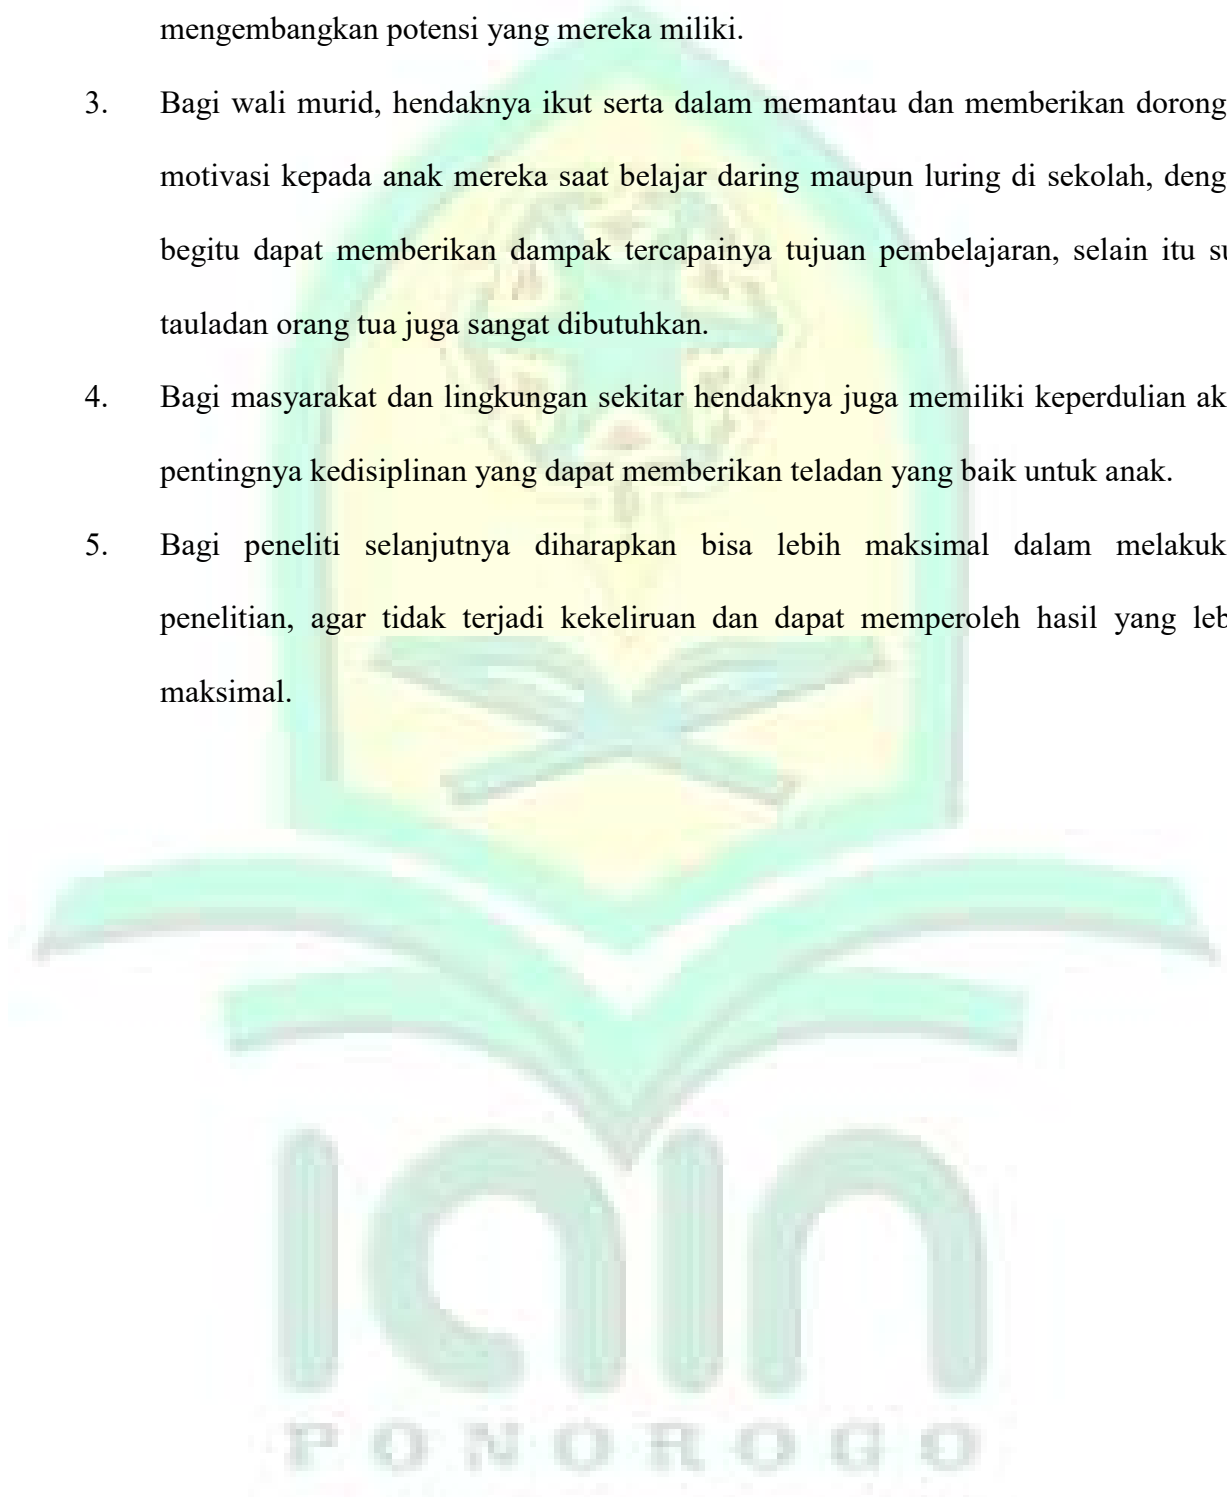 mengembangkan potensi yang mereka miliki.
3. Bagi wali murid, hendaknya ikut serta dalam memantau dan memberikan dorong
motivasi kepada anak mereka saat belajar daring maupun luring di sekolah, deng
begitu dapat memberikan dampak tercapainya tujuan pembelajaran, selain itu su
tauladan orang tua juga sangat dibutuhkan.
4. Bagi masyarakat dan lingkungan sekitar hendaknya juga memiliki keperdulian ak
pentingnya kedisiplinan yang dapat memberikan teladan yang baik untuk anak.
5. Bagi peneliti selanjutnya diharapkan bisa lebih maksimal dalam melakuk
penelitian, agar tidak terjadi kekeliruan dan dapat memperoleh hasil yang leb
maksimal.
iain
PONOROGO